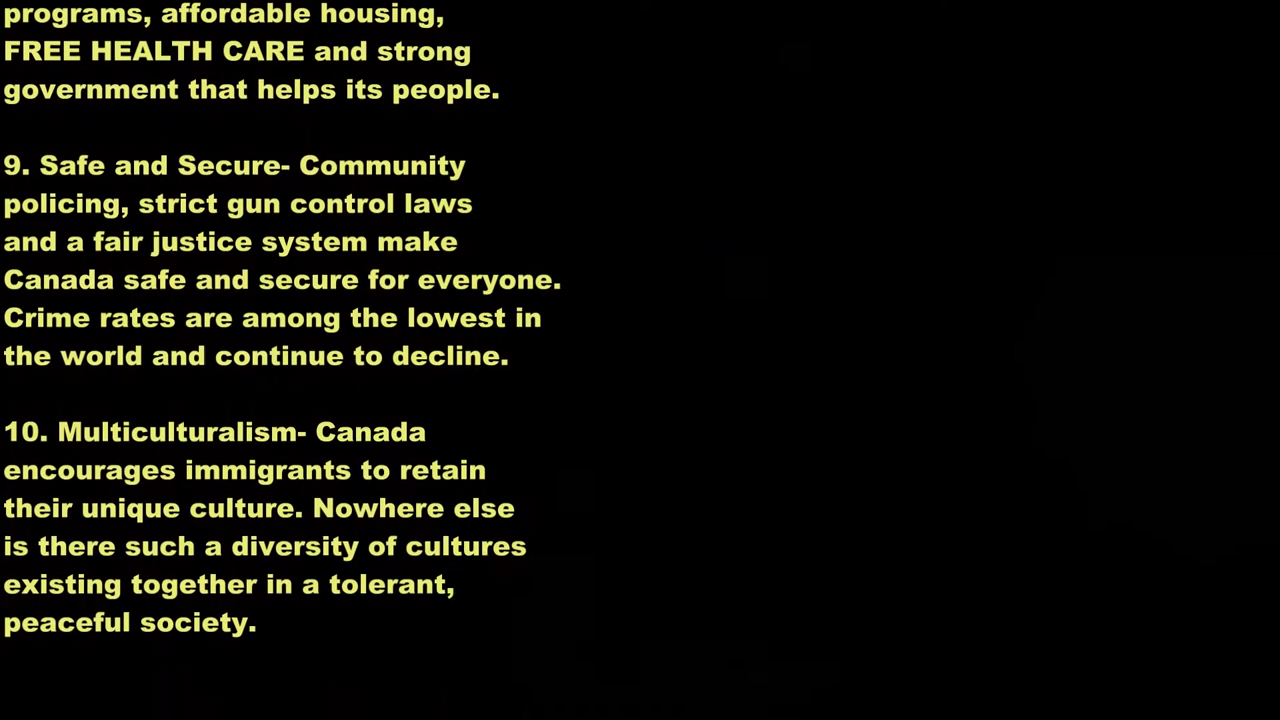 programs, affordable housing,
FREE HEALTH CARE and strong
government that helps its people.
9. Safe and Secure- Community
policing, strict gun control laws
and a fair justice system make
Canada safe and secure for everyone.
Crime rates are among the lowest in
the world and continue to decline.
10. Multiculturalism- Canada
encourages immigrants to retain
their unique culture. Nowhere else
is there such a diversity of cultures
existing together in a tolerant,
peaceful society.